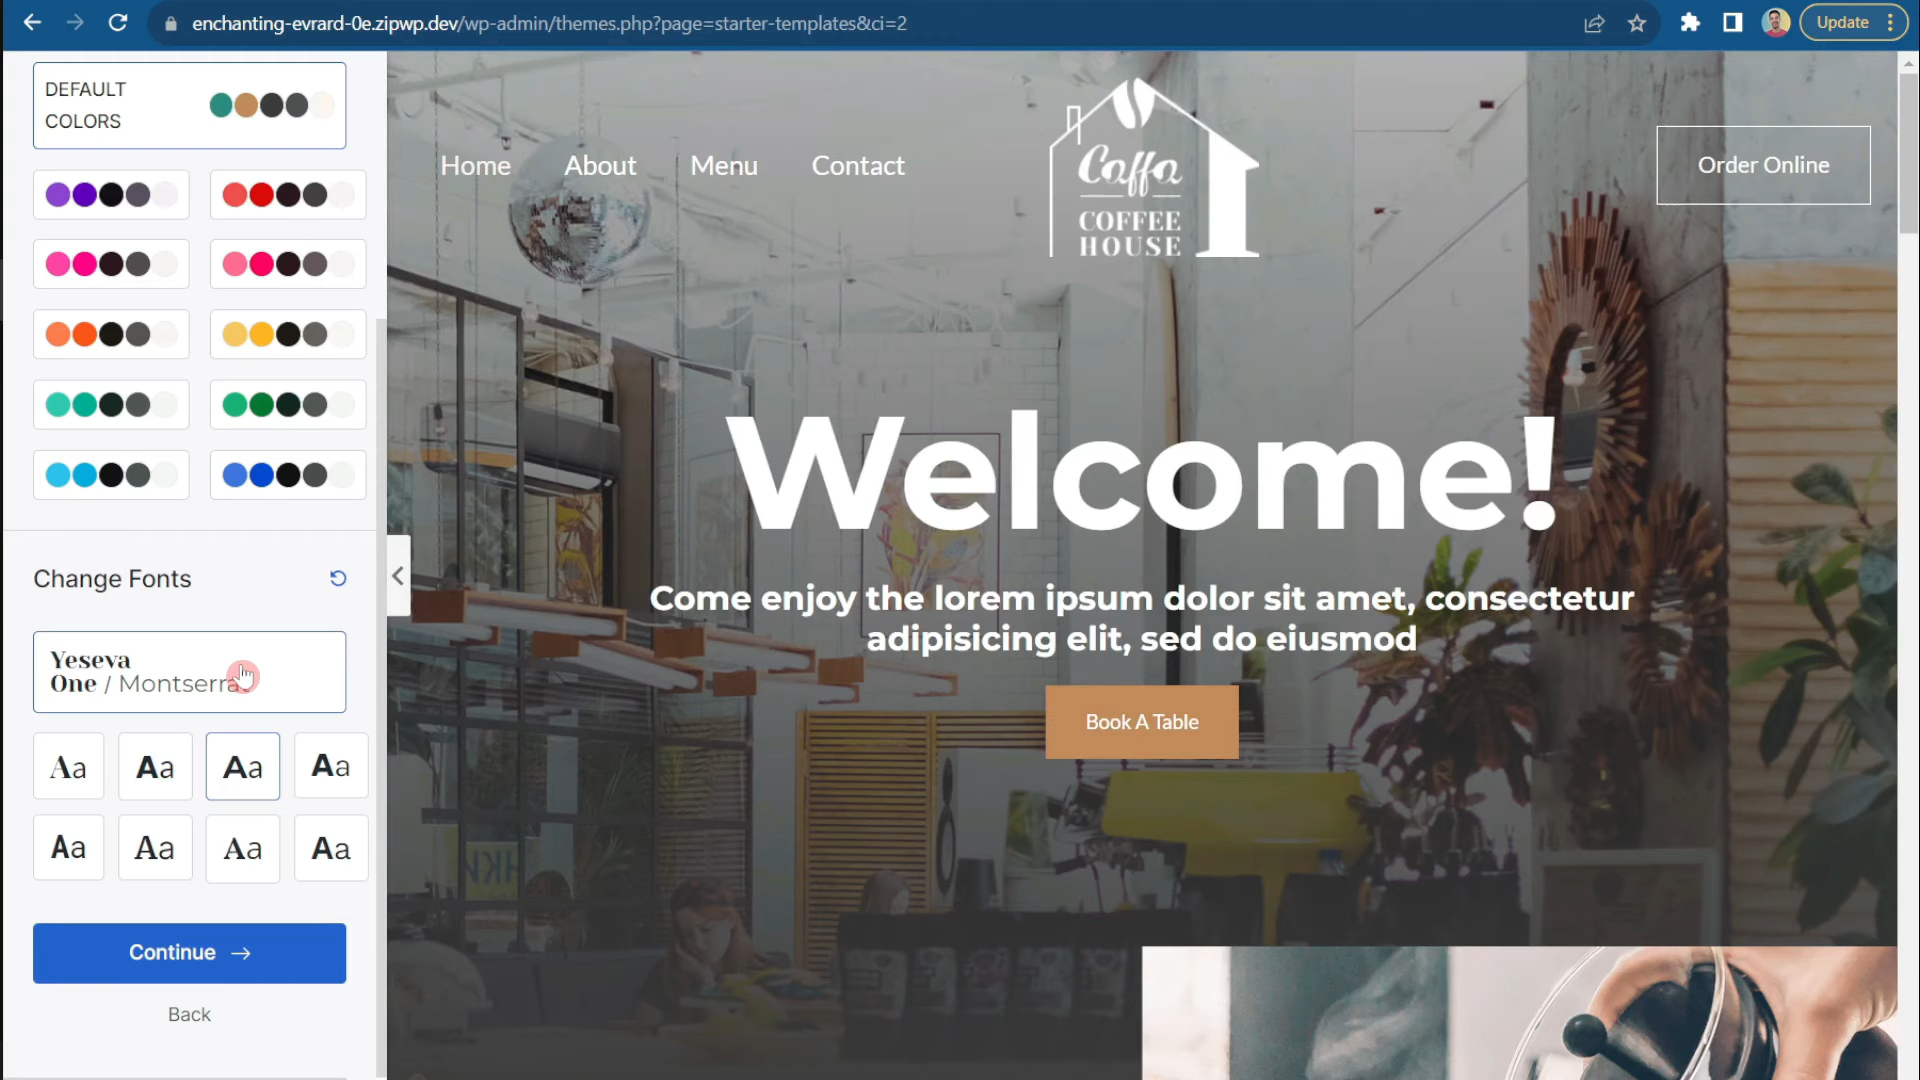 enchanting-evrard-0e.zipwp.dev/wp-admin/themes.php?page=starter-templates&ci=2
Update
DEFAULT
COLORS
Change Fonts
Yeseva
One / Montserrat
Aa Aa Aa Aa
Aa Aa Aa Aa
Continue →
Back
Home
About
Menu
Contact
Caffa
COFFEE
HOUSE
Order Online
Welcome!
Come enjoy the lorem ipsum dolor sit amet, consectetur
adipisicing elit, sed do eiusmod
Book A Table